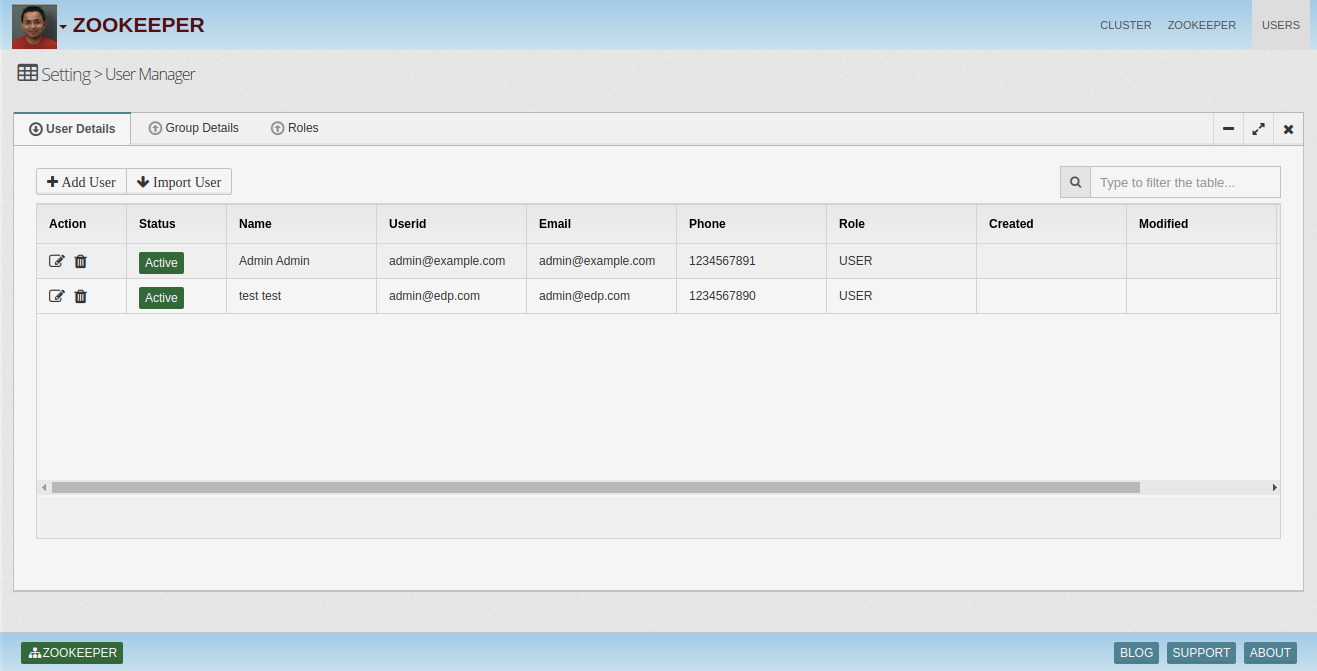 ZOOKEEPER CLUSTER ZOOKEEPER USERS
Setting > User Manager
User Details Group Details Roles
Add User Import User Type to filter the table...
Action Status Name Userid Email Phone Role Created Modified
Active Admin Admin admin@example.com admin@example.com 1234567891 USER
Active test test admin@edp.com admin@edp.com 1234567890 USER
ZOOKEEPER BLOG SUPPORT ABOUT